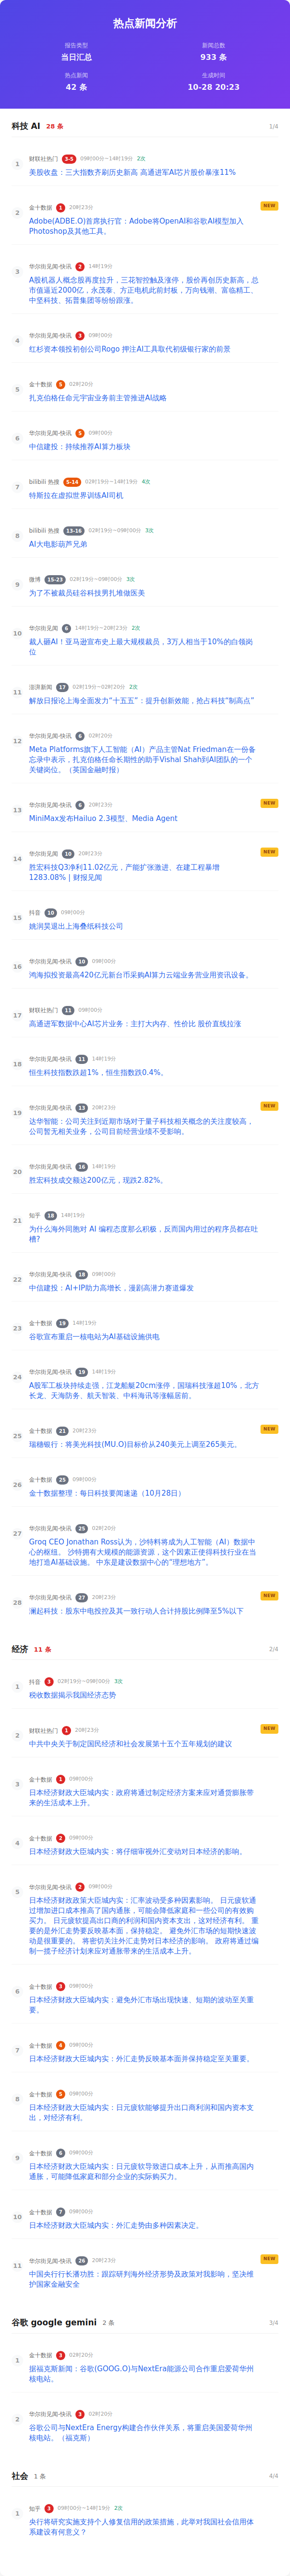 热点新闻分析
报告类型
新闻总数
当日汇总
933 条
热点新闻
生成时间
42 条
10-28 20:23
科技 AI 28 条 1/4
1 财联社热门 3-5 09时00分~14时19分 2次
美股收盘：三大指数齐刷历史新高 高通进军AI芯片股价暴涨11%
2 金十数据 1 20时23分 NEW
Adobe(ADBE.O)首席执行官：Adobe将OpenAI和谷歌AI模型加入
Photoshop及其他工具。
3 华尔街见闻-快讯 2 14时19分
A股机器人概念股再度拉升，三花智控触及涨停，股价再创历史新高，总
市值逼近2000亿，永茂泰、方正电机此前封板，万向钱潮、富临精工、
中坚科技、拓普集团等纷纷跟涨。
4 华尔街见闻-快讯 3 09时00分
红杉资本领投初创公司Rogo 押注AI工具取代初级银行家的前景
5 金十数据 5 02时20分
扎克伯格任命元宇宙业务前主管推进AI战略
6 华尔街见闻-快讯 5 09时00分
中信建投：持续推荐AI算力板块
7 bilibili 热搜 5-14 02时19分~14时19分 4次
特斯拉在虚拟世界训练AI司机
8 bilibili 热搜 13-16 02时19分~09时00分 3次
AI大电影葫芦兄弟
9 微博 15-23 02时19分~09时00分 3次
为了不被裁员硅谷科技男扎堆做医美
10 华尔街见闻 6 14时19分~20时23分 2次
裁人砸AI！亚马逊宣布史上最大规模裁员，3万人相当于10%的白领岗
位
11 澎湃新闻 17 02时19分~02时20分 2次
解放日报论上海全面发力“十五五”：提升创新效能，抢占科技“制高点”
12 华尔街见闻-快讯 6 02时20分
Meta Platforms旗下人工智能（AI）产品主管Nat Friedman在一份备
忘录中表示，扎克伯格任命长期他的助手Vishal Shah到AI团队的一个
关键岗位。（英国金融时报）
13 华尔街见闻-快讯 6 20时23分 NEW
MiniMax发布Hailuo 2.3模型、Media Agent
14 华尔街见闻 10 20时23分 NEW
胜宏科技Q3净利11.02亿元，产能扩张激进、在建工程暴增
1283.08% | 财报见闻
15 抖音 10 09时00分
姚润昊退出上海叠纸科技公司
16 华尔街见闻-快讯 10 09时00分
鸿海拟投资最高420亿元新台币采购AI算力云端业务营业用资讯设备。
17 财联社热门 11 09时00分
高通进军数据中心AI芯片业务：主打大内存、性价比 股价直线拉涨
18 华尔街见闻-快讯 11 14时19分
恒生科技指数跌超1%，恒生指数跌0.4%。
19 华尔街见闻-快讯 13 20时23分 NEW
达华智能：公司关注到近期市场对于量子科技相关概念的关注度较高，
公司暂无相关业务，公司目前经营业绩不受影响。
20 华尔街见闻-快讯 16 14时19分
胜宏科技成交额达200亿元，现跌2.82%。
21 知乎 18 14时19分
为什么海外同胞对 AI 编程态度那么积极，反而国内用过的程序员都在吐
槽?
22 华尔街见闻-快讯 18 09时00分
中信建投：AI+IP助力高增长，漫剧高潜力赛道爆发
23 金十数据 19 14时19分
谷歌宣布重启一核电站为AI基础设施供电
24 华尔街见闻-快讯 19 14时19分
A股军工板块持续走强，江龙船艇20cm涨停，国瑞科技涨超10%，北方
长龙、天海防务、航天智装、中科海讯等涨幅居前。
25 金十数据 21 20时23分 NEW
瑞穗银行：将美光科技(MU.O)目标价从240美元上调至265美元。
26 金十数据 25 09时00分
金十数据整理：每日科技要闻速递（10月28日）
27 华尔街见闻-快讯 25 02时20分
Groq CEO Jonathan Ross认为，沙特料将成为人工智能（AI）数据中
心的枢纽。 沙特拥有大规模的能源资源，这个因素正使得科技行业在当
地打造AI基础设施。 中东是建设数据中心的“理想地方”。
28 华尔街见闻-快讯 27 20时23分 NEW
澜起科技：股东中电投控及其一致行动人合计持股比例降至5%以下
经济 11 条 2/4
1 抖音 3 02时19分~09时00分 3次
税收数据揭示我国经济态势
2 财联社热门 1 20时23分 NEW
中共中央关于制定国民经济和社会发展第十五个五年规划的建议
3 金十数据 1 09时00分
日本经济财政大臣城内实：政府将通过制定经济方案来应对通货膨胀带
来的生活成本上升。
4 金十数据 2 09时00分
日本经济财政大臣城内实：将仔细审视外汇变动对日本经济的影响。
5 华尔街见闻-快讯 2 09时00分
日本经济财政政策大臣城内实：汇率波动受多种因素影响。 日元疲软通
过增加进口成本推高了国内通胀，可能会降低家庭和一些公司的有效购
买力。 日元疲软提高出口商的利润和国内资本支出，这对经济有利。 重
要的是外汇走势要反映基本面，保持稳定。 避免外汇市场的短期快速波
动是很重要的。 将密切关注外汇走势对日本经济的影响。 政府将通过编
制一揽子经济计划来应对通胀带来的生活成本上升。
6 金十数据 3 09时00分
日本经济财政大臣城内实：避免外汇市场出现快速、短期的波动至关重
要。
7 金十数据 4 09时00分
日本经济财政大臣城内实：外汇走势反映基本面并保持稳定至关重要。
8 金十数据 5 09时00分
日本经济财政大臣城内实：日元疲软能够提升出口商利润和国内资本支
出，对经济有利。
9 金十数据 6 09时00分
日本经济财政大臣城内实：日元疲软导致进口成本上升，从而推高国内
通胀，可能降低家庭和部分企业的实际购买力。
10 金十数据 7 09时00分
日本经济财政大臣城内实：外汇走势由多种因素决定。
11 华尔街见闻-快讯 26 20时23分 NEW
中国央行行长潘功胜：跟踪研判海外经济形势及政策对我影响，坚决维
护国家金融安全
谷歌 google gemini 2 条 3/4
1 金十数据 3 02时20分
据福克斯新闻：谷歌(GOOG.O)与NextEra能源公司合作重启爱荷华州
核电站。
2 华尔街见闻-快讯 3 02时20分
谷歌公司与NextEra Energy构建合作伙伴关系，将重启美国爱荷华州
核电站。（福克斯）
社会 1 条 4/4
1 知乎 3 09时00分~14时19分 2次
央行将研究实施支持个人修复信用的政策措施，此举对我国社会信用体
系建设有何意义？